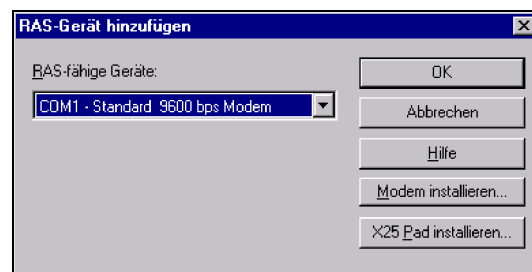 RAS-Gerät hinzufügen
RAS-fähige Geräte:
COM1 - Standard 9600 bps Modem
OK
Abbrechen
Hilfe
Modem installieren...
X25 Pad installieren...